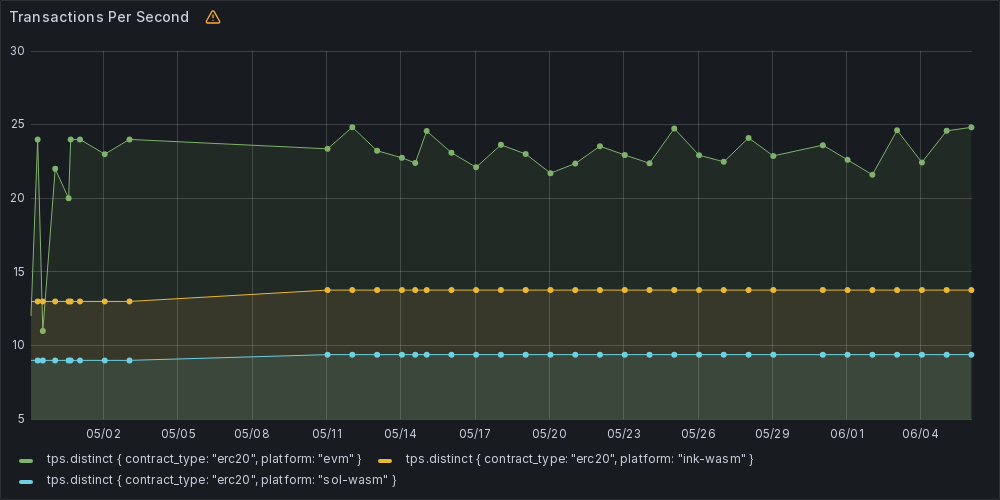 Transactions Per Second
30
25
20
15
10
5
05/02 05/05 05/08 05/11 05/14 05/17 05/20 05/23 05/26 05/29 06/01 06/04
tps.distinct { contract_type: "erc20", platform: "evm" } tps.distinct { contract_type: "erc20", platform: "ink-wasm" }
tps.distinct { contract_type: "erc20", platform: "sol-wasm" }